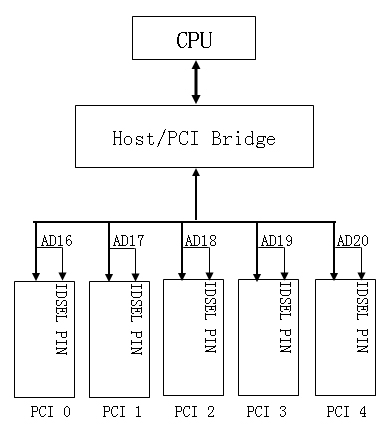 CPU
Host/PCI Bridge
AD16 AD17 AD18 AD19 AD20
IDSEL PIN IDSEL PIN IDSEL PIN IDSEL PIN IDSEL PIN
PCI 0 PCI 1 PCI 2 PCI 3 PCI 4